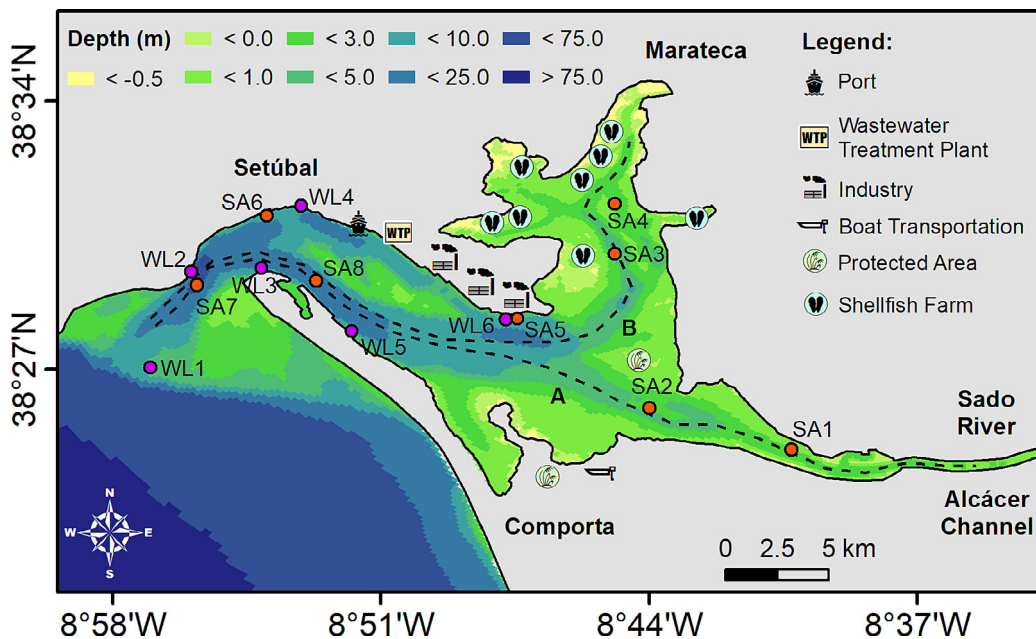 Depth (m) < 0.0 < 3.0 < 10.0 < 75.0
< -0.5 < 1.0 < 5.0 < 25.0 > 75.0
Marateca
Legend:
Port
WTP Wastewater
Treatment Plant
Industry
Boat Transportation
Protected Area
Shellfish Farm
38°34'N
38°27'N
Setúbal
SA6
WL4
WTP
SA4
WL2
WL3
SA8
SA3
SA7
WL6
SA5
B
WL5
WL1
A
SA2
SA1
Sado
River
Comporta
Alcácer
Channel
N
W
E
S
0 2.5 5 km
8°58'W
8°51'W
8°44'W
8°37'W